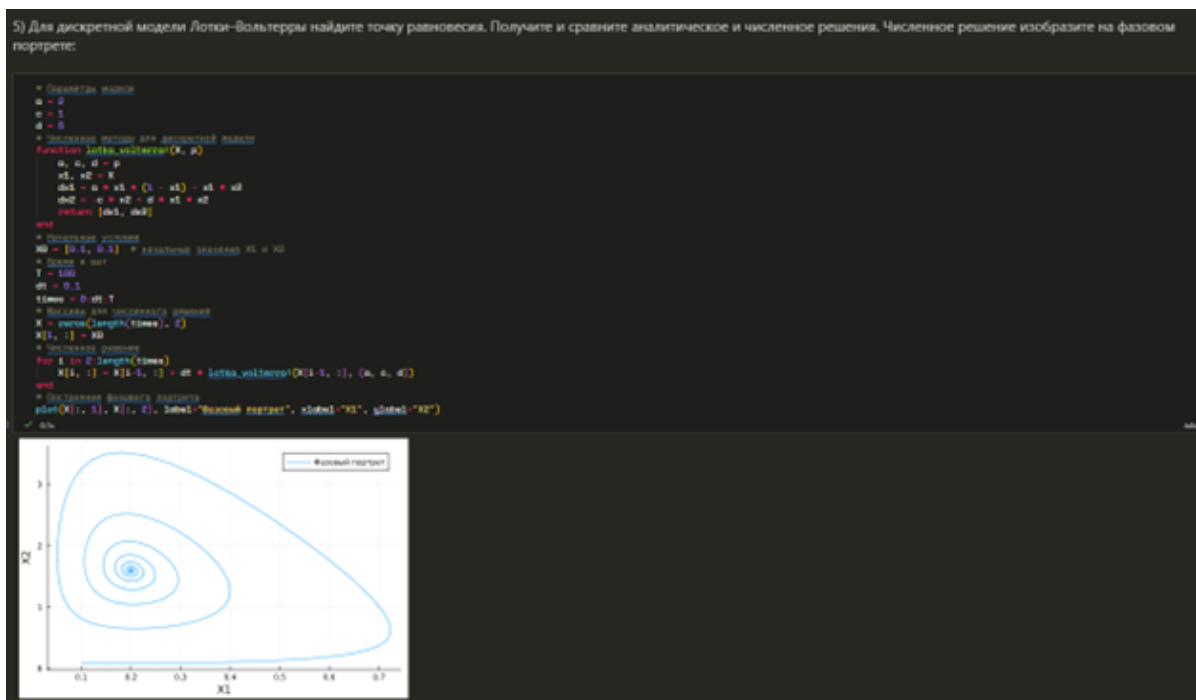 5) Для дискретной модели Лотки–Вольтерры найдите точку равновесия. Получите и сравните аналитическое и численное решения. Численное решение изобразите на фазовом
портрете:
# Параметры модели
a = 2
c = 1
d = 5
function lotka_volterra!(X, p)
a, c, d = p
x1, x2 = X
dx1 = a * x1 * (1 - x1) - x1 * x2
dx2 = -c * x2 + d * x1 * x2
return [dx1, dx2]
end
# Начальные условия
X0 = [0.1, 0.1] # начальные значения X1 и X2
# Время и шаг
T = 100
dt = 0.1
times = 0:dt:T
# Массивы для численного решения
X = zeros(length(times), 2)
X[1, :] = X0
# Численное решение
for i in 2:length(times)
X[i, :] = X[i-1, :] + dt * lotka_volterra!(X[i-1, :], (a, c, d))
end
# Построение фазового портрета
plot(X[:, 1], X[:, 2], label="Фазовый портрет", xlabel="X1", ylabel="X2")
Фазовый портрет
3
X2
2
1
0
0.1 0.2 0.3 0.4 0.5 0.6 0.7
X1